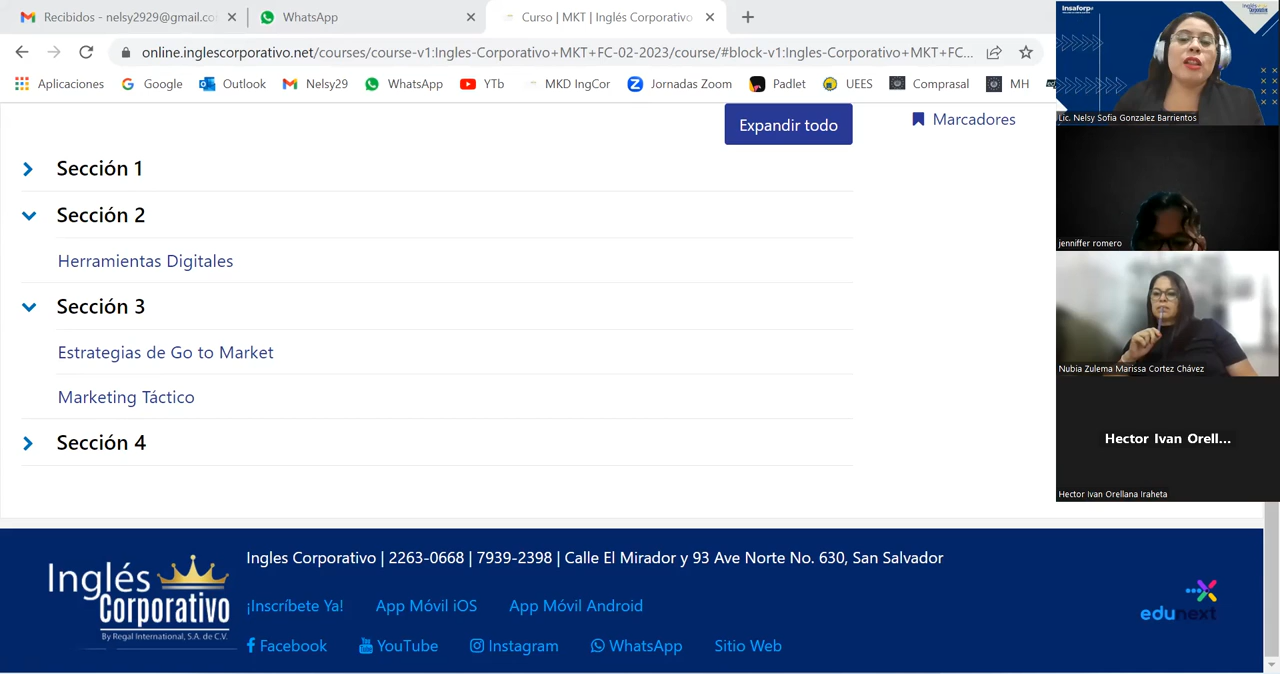 Recibidos - nelsy2929@gmail.co
WhatsApp
Curso | MKT | Inglés Corporativo
online.inglescorporativo.net/courses/course-v1:Ingles-Corporativo+MKT+FC-02-2023/course/#block-v1:Ingles-Corporativo+MKT+FC...
Aplicaciones
Google
Outlook
Nelsy29
WhatsApp
YTb
MKD IngCor
Jornadas Zoom
Padlet
UEES
Comprasal
MH
Expandir todo
Marcadores
Sección 1
Sección 2
Herramientas Digitales
Sección 3
Estrategias de Go to Market
Marketing Táctico
Sección 4
Insaforp
Lic. Nelsy Sofia Gonzalez Barrientos
jenniffer romero
Nubia Zulema Marissa Cortez Chávez
Hector Ivan Orell...
Hector Ivan Orellana Iraheta
Inglés
Corporativo
By Regal International, S.A. de C.V.
Ingles Corporativo | 2263-0668 | 7939-2398 | Calle El Mirador y 93 Ave Norte No. 630, San Salvador
¡Inscríbete Ya!
App Móvil iOS
App Móvil Android
Facebook
YouTube
Instagram
WhatsApp
Sitio Web
edunext